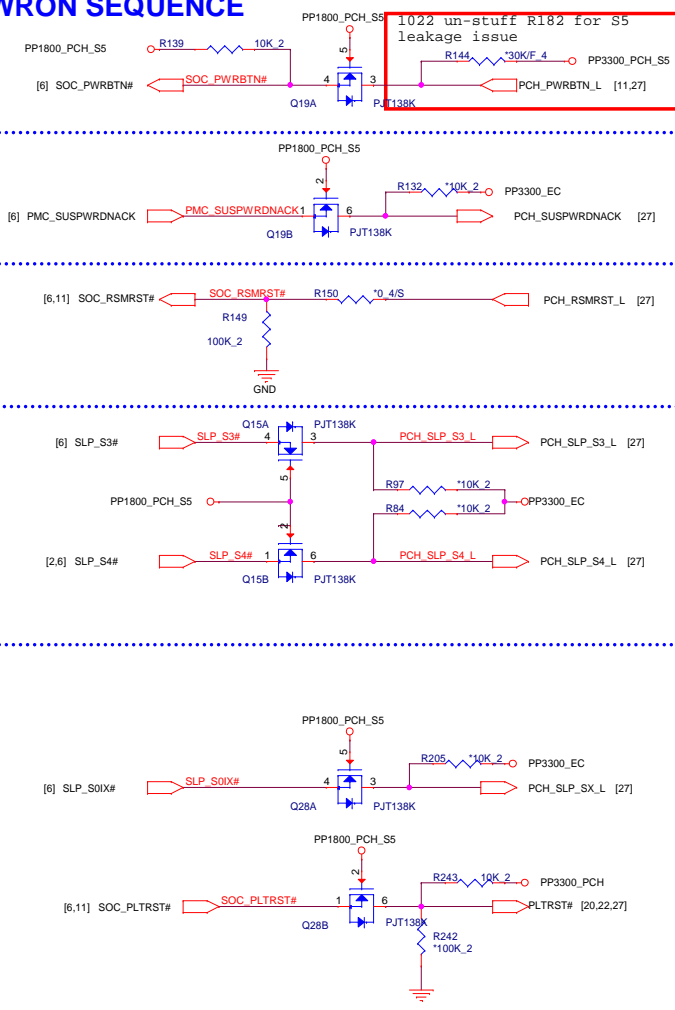 WRON SEQUENCE
PP1800_PCH_S5
1022 un-stuff R182 for S5
leakage issue
PP1800_PCH_S5
R139
10K_2
R144
*30K/F_4
PP3300_PCH_S5
5
[6] SOC_PWRBTN#
SOC_PWRBTN#
4
3
PCH_PWRBTN_L [11,27]
Q19A
PJT138K
PP1800_PCH_S5
2
R132
*10K_2
PP3300_EC
[6] PMC_SUSPWRDNACK
PMC_SUSPWRDNACK
1
6
PCH_SUSPWRDNACK [27]
Q19B
PJT138K
[6,11] SOC_RSMRST#
SOC_RSMRST#
R150
*0_4/S
PCH_RSMRST_L [27]
R149
100K_2
GND
Q15A
PJT138K
[6] SLP_S3#
SLP_S3#
4
3
PCH_SLP_S3_L
PCH_SLP_S3_L [27]
5
R97
*10K_2
PP1800_PCH_S5
PP3300_EC
R84
*10K_2
2
[2,6] SLP_S4#
SLP_S4#
1
6
PCH_SLP_S4_L
PCH_SLP_S4_L [27]
Q15B
PJT138K
PP1800_PCH_S5
5
R205
*10K_2
PP3300_EC
[6] SLP_S0IX#
SLP_S0IX#
4
3
PCH_SLP_SX_L [27]
Q28A
PJT138K
PP1800_PCH_S5
2
R243
10K_2
PP3300_PCH
[6,11] SOC_PLTRST#
SOC_PLTRST#
1
6
PLTRST# [20,22,27]
Q28B
PJT138K
R242
*100K_2